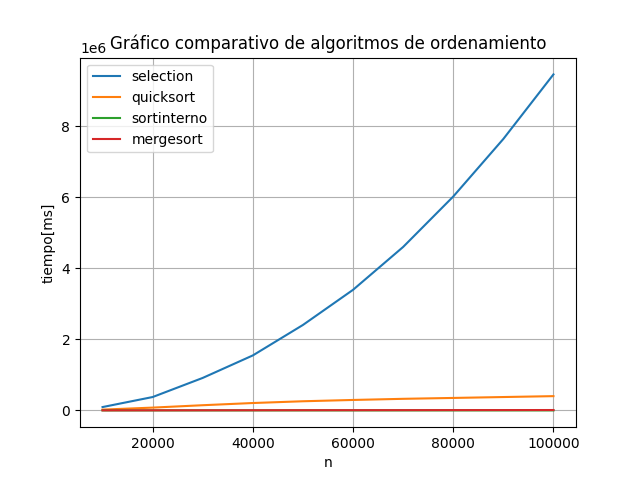 Gráfico comparativo de algoritmos de ordenamiento
1e6
selection
quicksort
sortinterno
mergesort
8
6
4
2
0
tiempo[ms]
20000 40000 60000 80000 100000
n